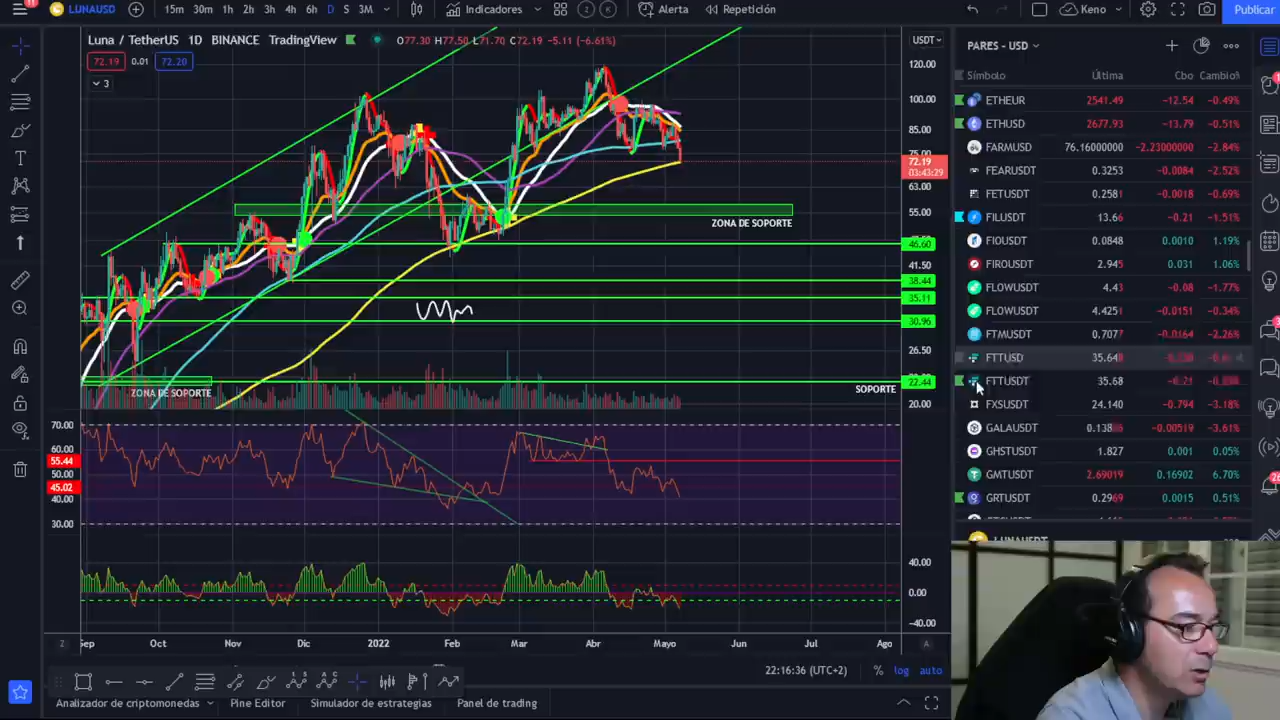 LUNAUSD
15m 30m 1h 2h 3h 4h 6h D S 3M
Indicadores
Alerta
Repetición
Keno
Publicar
Luna / TetherUS 1D BINANCE TradingView
O77.30 H77.50 L71.70 C72.19 -5.11 (-6.61%)
72.19 0.01 72.20
3
USDT
120.00
100.00
85.00
75.00
72.19
03:43:29
63.00
55.00
46.60
41.50
38.44
35.11
30.96
26.50
22.44
20.00
ZONA DE SOPORTE
ZONA DE SOPORTE
SOPORTE
70.00
60.00
55.44
50.00
45.02
40.00
30.00
40.00
0.00
-40.00
Sep Oct Nov Dic 2022 Feb Mar Abr Mayo Jun Jul Ago
Z
A
22:16:36 (UTC+2) % log auto
Analizador de criptomonedas Pine Editor Simulador de estrategias Panel de trading
PARES - USD
Símbolo Última Cbo Cambio%
ETHEUR 2541.49 -12.54 -0.49%
ETHUSD 2677.93 -13.79 -0.51%
FARMUSD 76.16000000 -2.23000000 -2.84%
FEARUSDT 0.3253 -0.0084 -2.52%
FETUSDT 0.2581 -0.0018 -0.69%
FILUSDT 13.66 -0.21 -1.51%
FIOUSDT 0.0848 0.0010 1.19%
FIROUSDT 2.945 0.031 1.06%
FLOWUSDT 4.43 -0.08 -1.77%
FLOWUSDT 4.4251 -0.0151 -0.34%
FTMUSDT 0.7077 -0.0164 -2.26%
FTTUSD 35.64
FTTUSDT 35.68 -0.21
FXSUSDT 24.140 -0.794 -3.18%
GALAUSDT 0.138 -0.00519 -3.61%
GHSTUSDT 1.827 0.001 0.05%
GMTUSDT 2.69019 0.16902 6.70%
GRTUSDT 0.2969 0.0015 0.51%